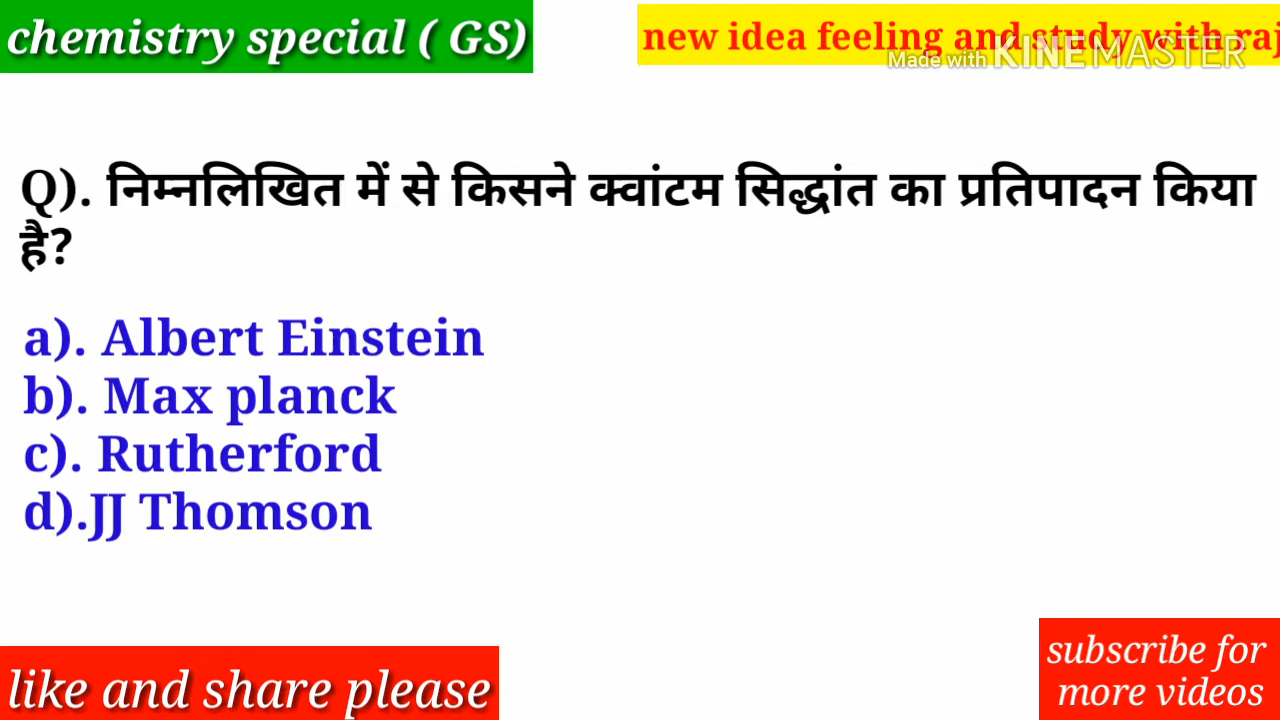 chemistry special ( GS)
new idea feeling and study with raj
Made with KINEMASTER
Q). निम्नलिखित में से किसने क्वांटम सिद्धांत का प्रतिपादन किया
है?
a). Albert Einstein
b). Max planck
c). Rutherford
d).JJ Thomson
like and share please
subscribe for
more videos